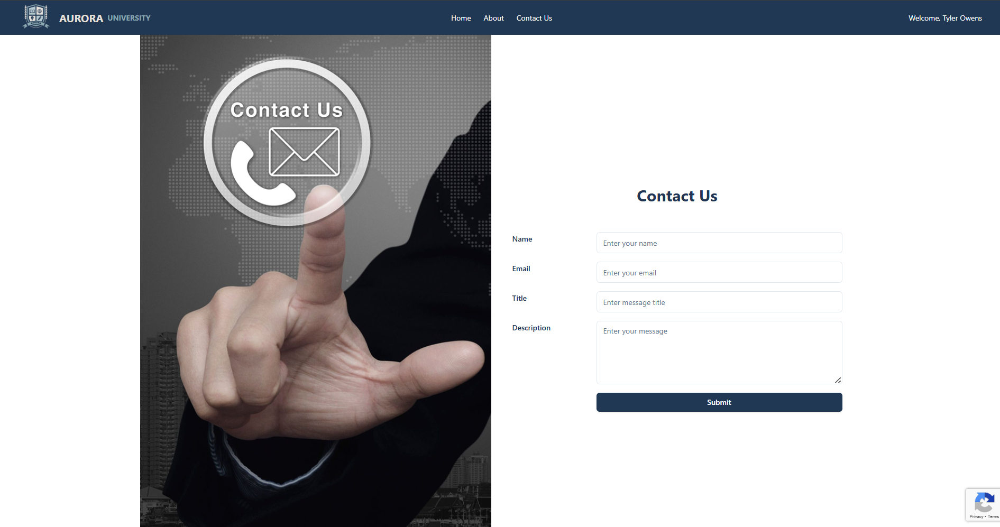 AURORA UNIVERSITY
Home About Contact Us
Welcome, Tyler Owens
Contact Us
Contact Us
Name
Enter your name
Email
Enter your email
Title
Enter message title
Description
Enter your message
Submit
Privacy - Terms